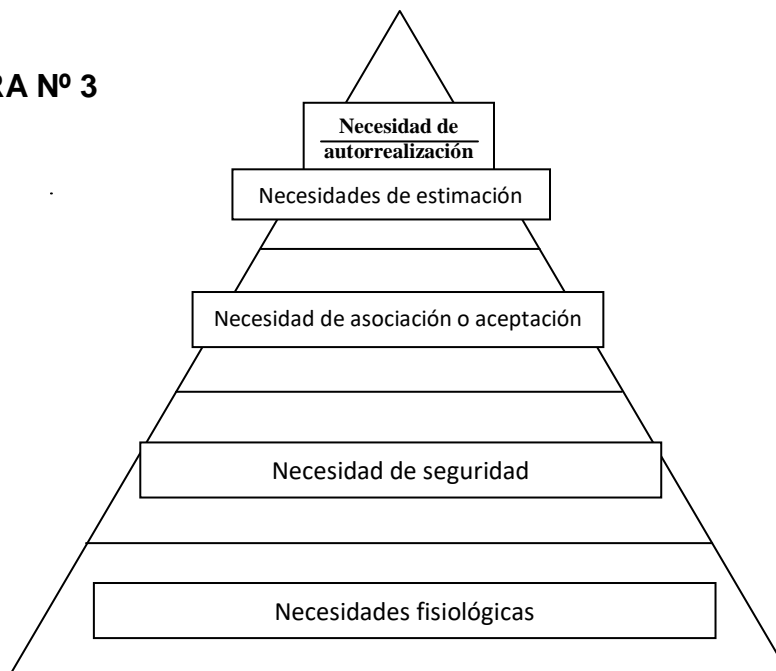 RA Nº 3
Necesidad de
autorrealización
Necesidades de estimación
Necesidad de asociación o aceptación
Necesidad de seguridad
Necesidades fisiológicas